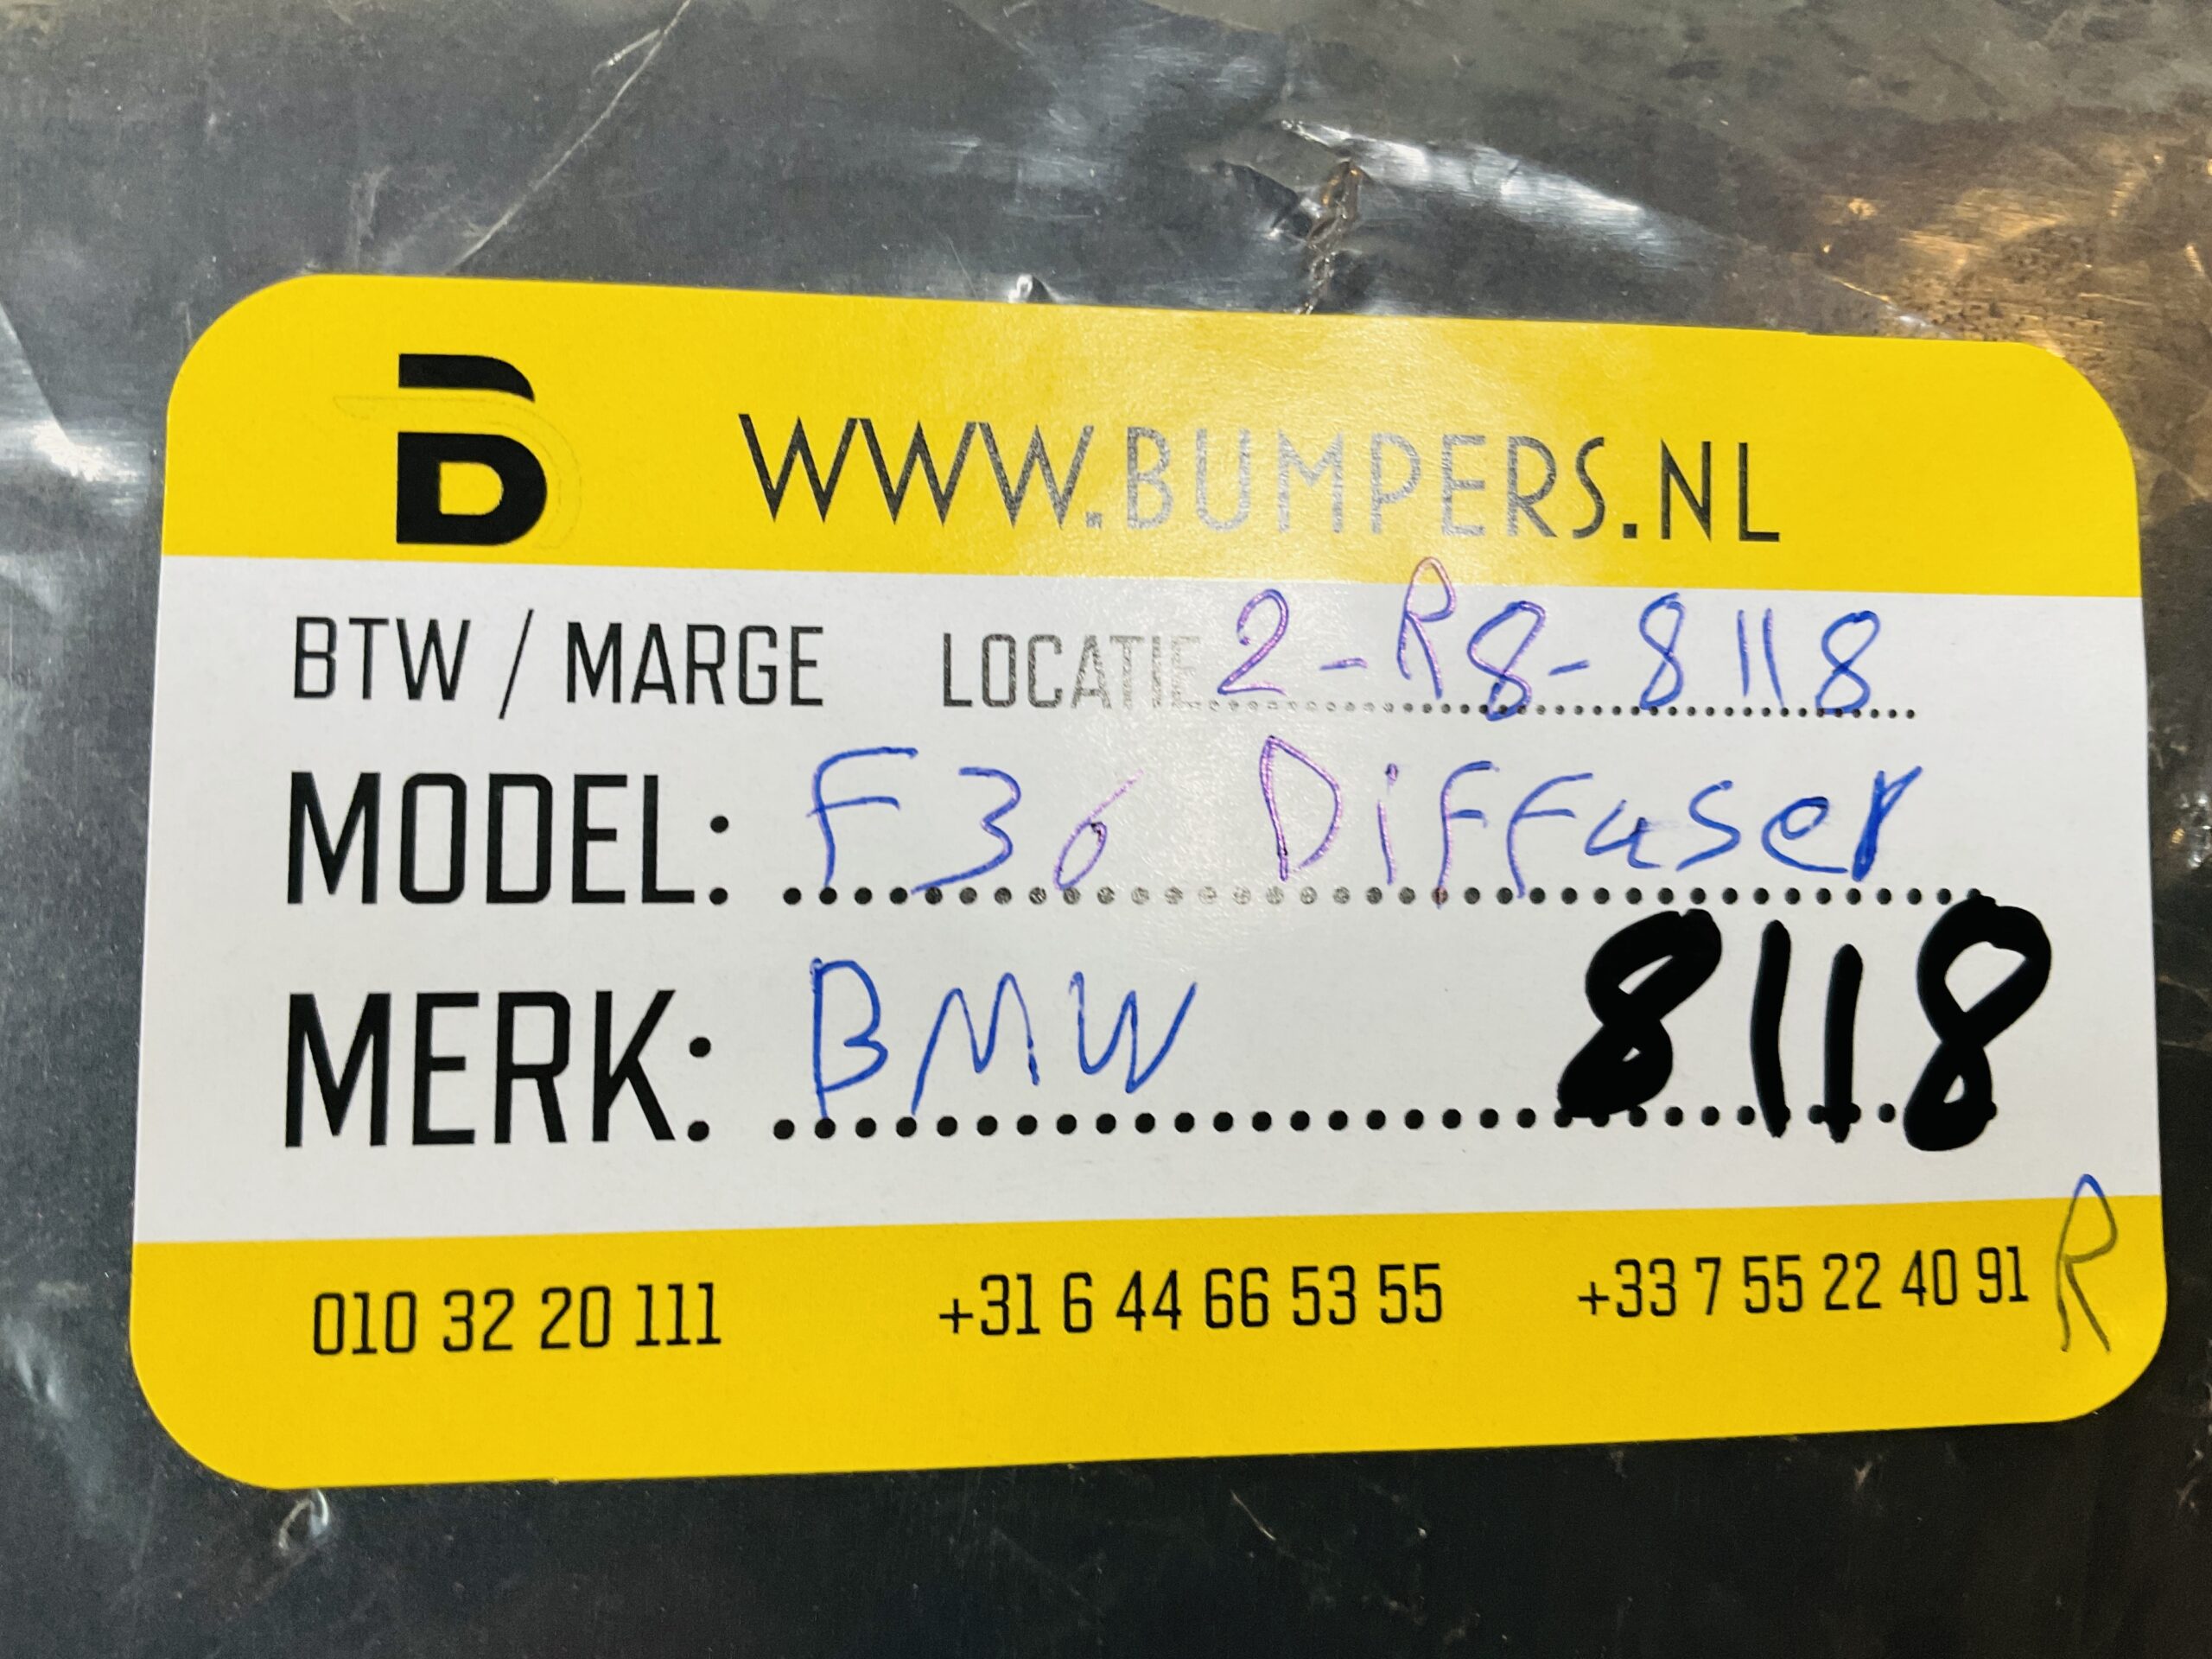 B WWW.BUMPERS.NL
BTW / MARGE LOCATIE 2-R8-8118
MODEL: F36 Diffuser
MERK: BMW 8118
010 32 20 111 +31 6 44 66 53 55 +33 7 55 22 40 91 R